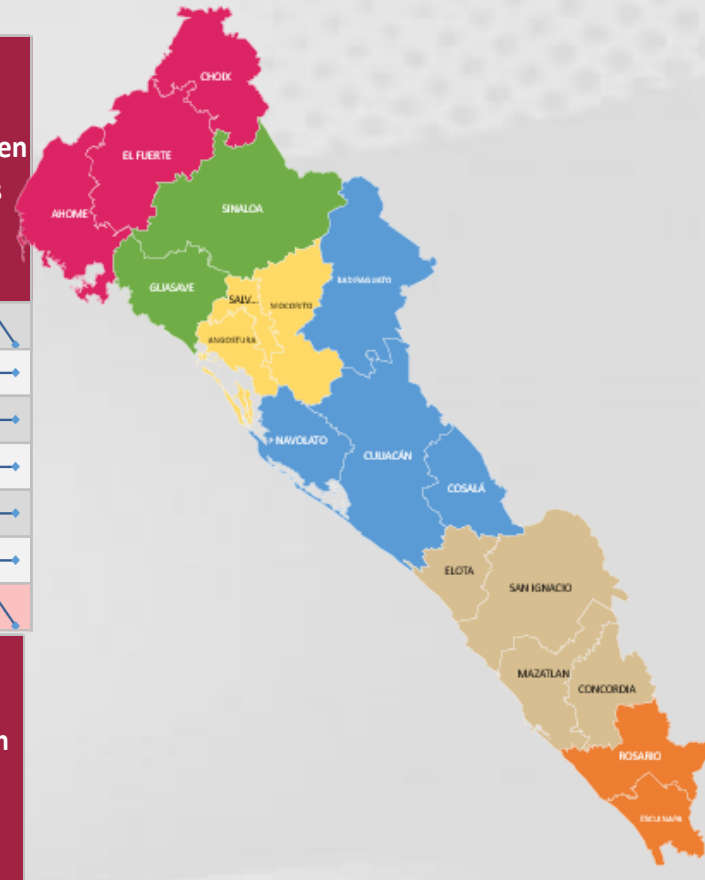 CHOIX
en
EL FUERTE
AHOME
SINALOA
BADIRAGUATO
GUASAVE
SALV...
MOCORITO
ANGOSTURA
NAVOLATO
CULIACÁN
COSALÁ
ELOTA
SAN IGNACIO
MAZATLAN
CONCORDIA
ROSARIO
ESCUINAPA